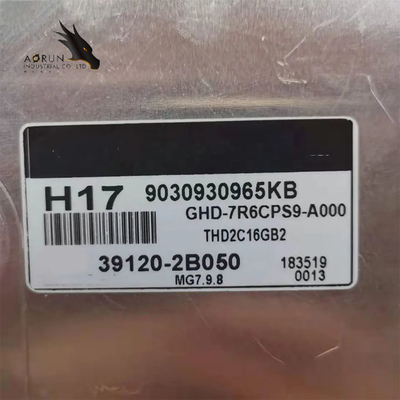 AORUN
INDUSTRIAL CO. LTD
H17 9030930965KB
GHD-7R6CPS9-A000
THD2C16GB2
39120-2B050 183519
MG7.9.8 0013